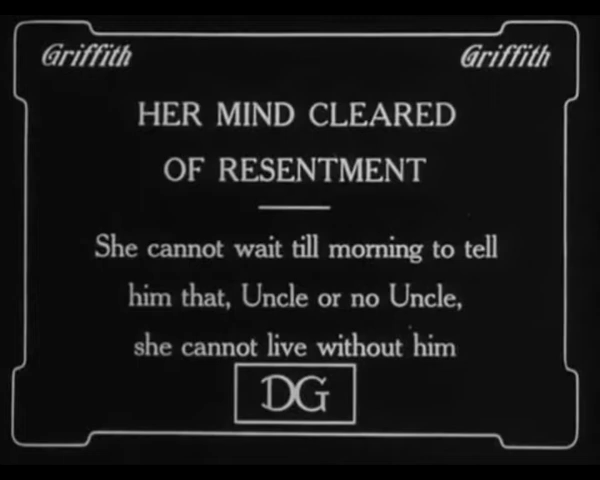 Griffith Griffith
HER MIND CLEARED
OF RESENTMENT
She cannot wait till morning to tell
him that, Uncle or no Uncle,
she cannot live without him
DG